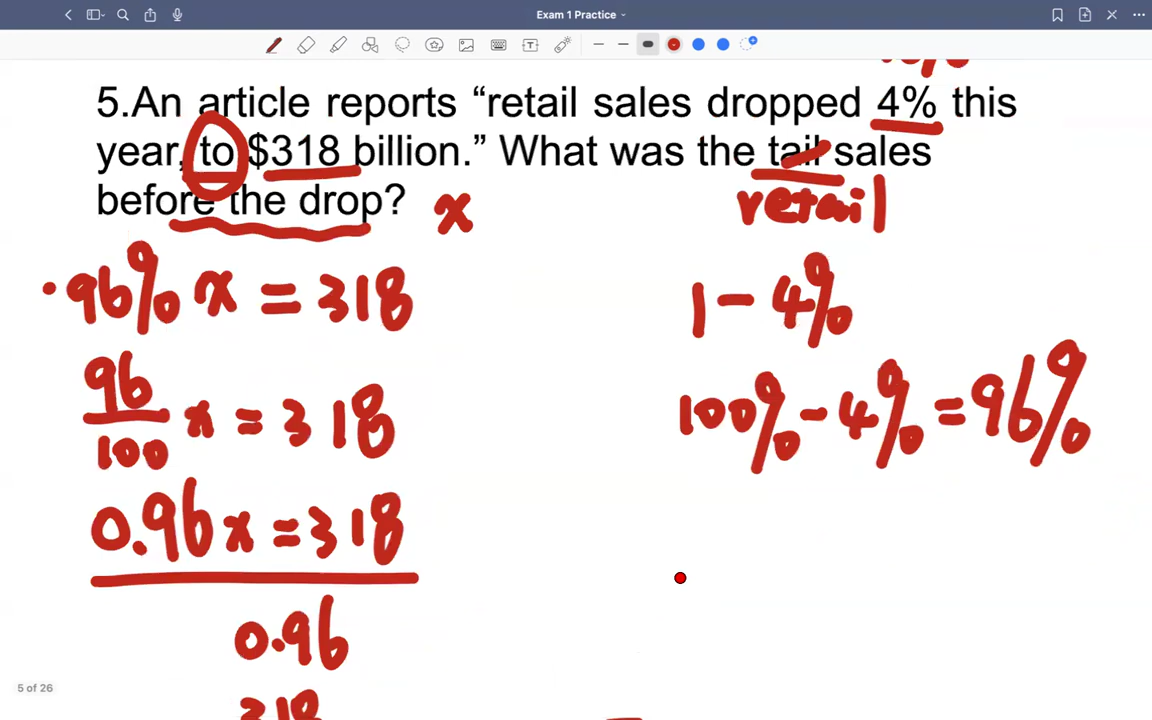 Exam 1 Practice
5.An article reports “retail sales dropped 4% this
year, to $318 billion.” What was the tail sales
before the drop? x
retail
·96% x = 318
1 - 4%
96/100 x = 318
100% - 4% = 96%
0.96x = 318
0.96
318
5 of 26